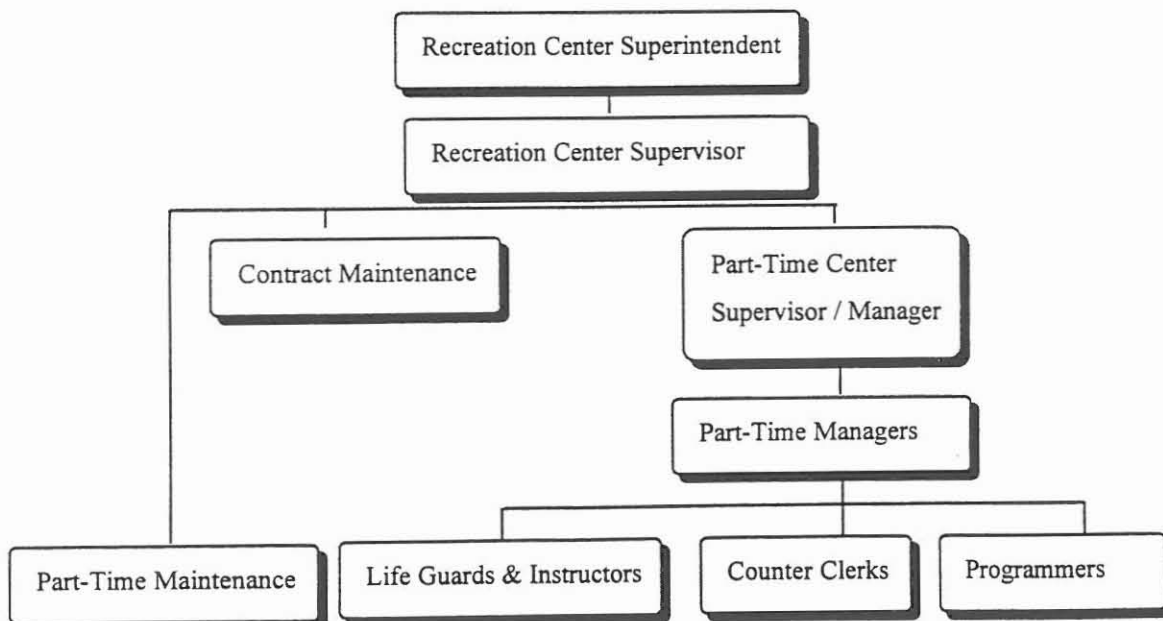 Recreation Center Superintendent
Recreation Center Supervisor
Contract Maintenance
Part-Time Center
Supervisor / Manager
Part-Time Managers
Part-Time Maintenance
Life Guards & Instructors
Counter Clerks
Programmers